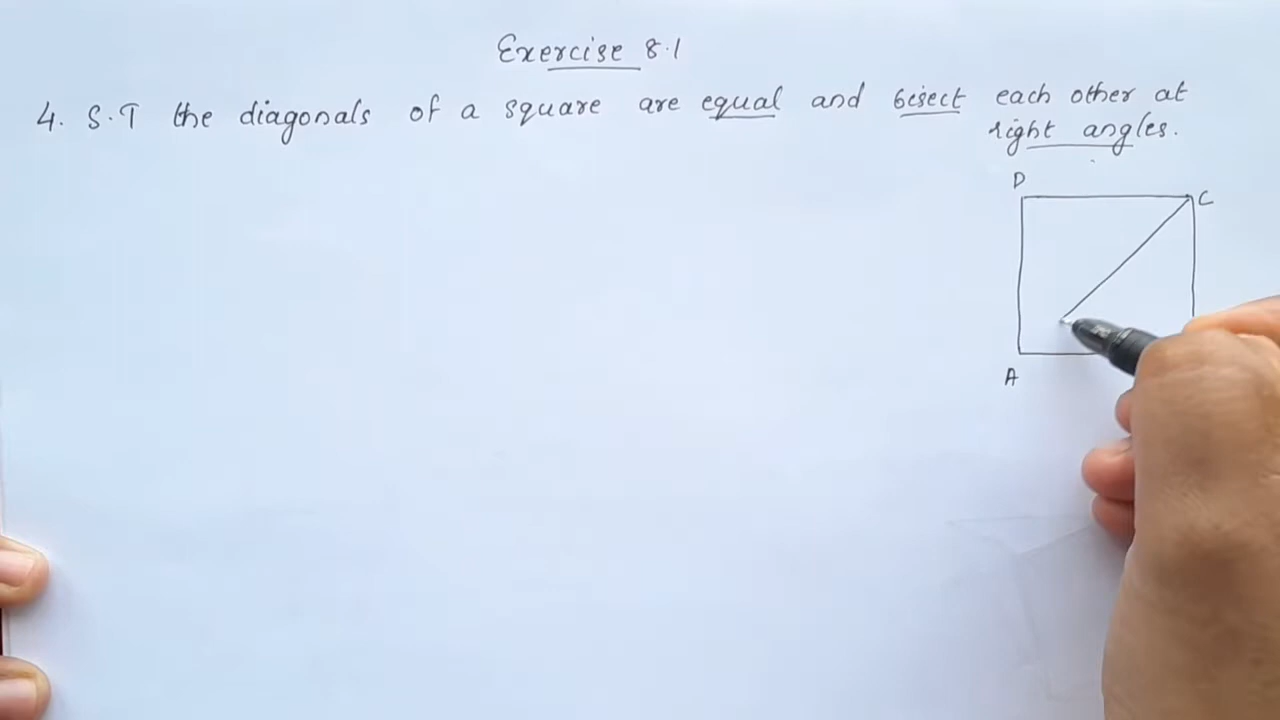 Exercise 8.1
4. S.T the diagonals of a square are equal and bisect each other at
right angles.
D
C
A